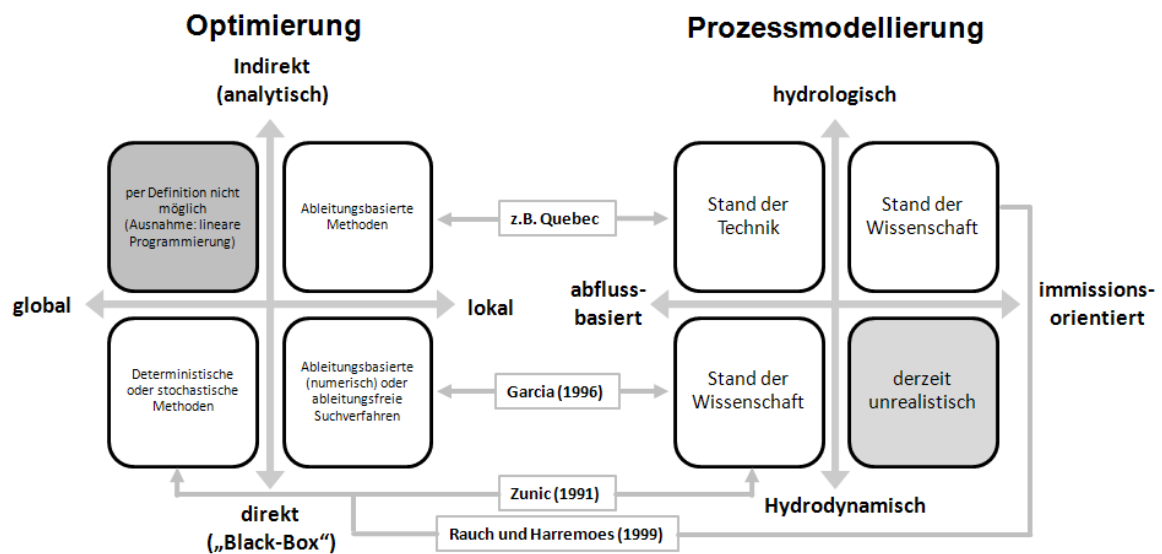 Optimierung
Prozessmodellierung
Indirekt
(analytisch)
hydrologisch
per Definition nicht
möglich
(Ausnahme: lineare
Programmierung)
Ableitungsbasierte
Methoden
z.B. Quebec
Stand der
Technik
Stand der
Wissenschaft
global
lokal
abfluss-
basiert
immissions-
orientiert
Deterministische
oder stochastische
Methoden
Ableitungsbasierte
(numerisch) oder
ableitungsfreie
Suchverfahren
Garcia (1996)
Stand der
Wissenschaft
derzeit
unrealistisch
Zunic (1991)
direkt
(„Black-Box“)
Hydrodynamisch
Rauch und Harremoes (1999)